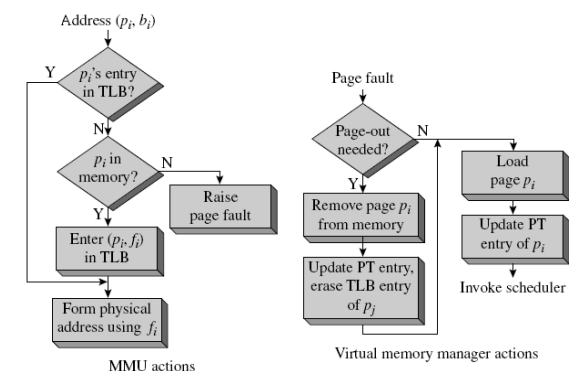 Address (pᵢ, bᵢ)
Y
pᵢ's entry
in TLB?
N
pᵢ in
memory?
N
Raise
page fault
Y
Enter (pᵢ, fᵢ)
in TLB
Form physical
address using fᵢ
MMU actions
Page fault
Page-out
needed?
N
Y
Remove page pᵢ
from memory
Update PT entry,
erase TLB entry
of pⱼ
Load
page pᵢ
Update PT
entry of pᵢ
Invoke scheduler
Virtual memory manager actions